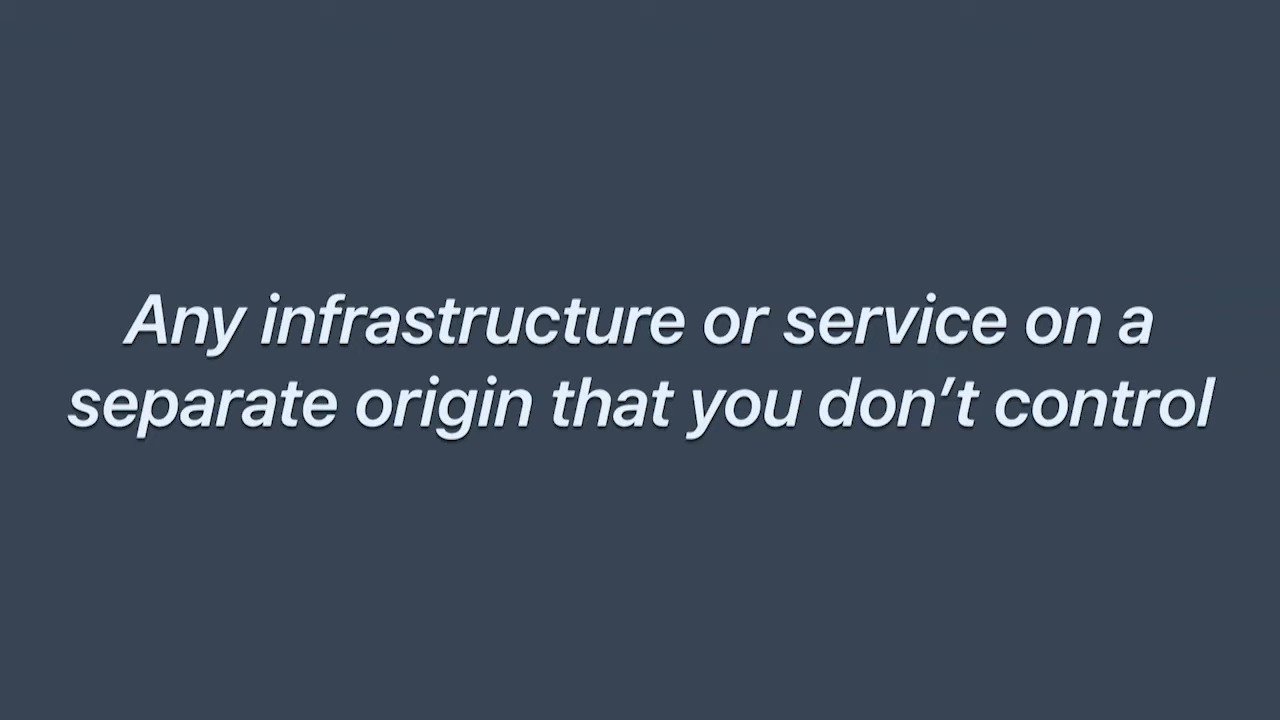 Any infrastructure or service on a
separate origin that you don’t control